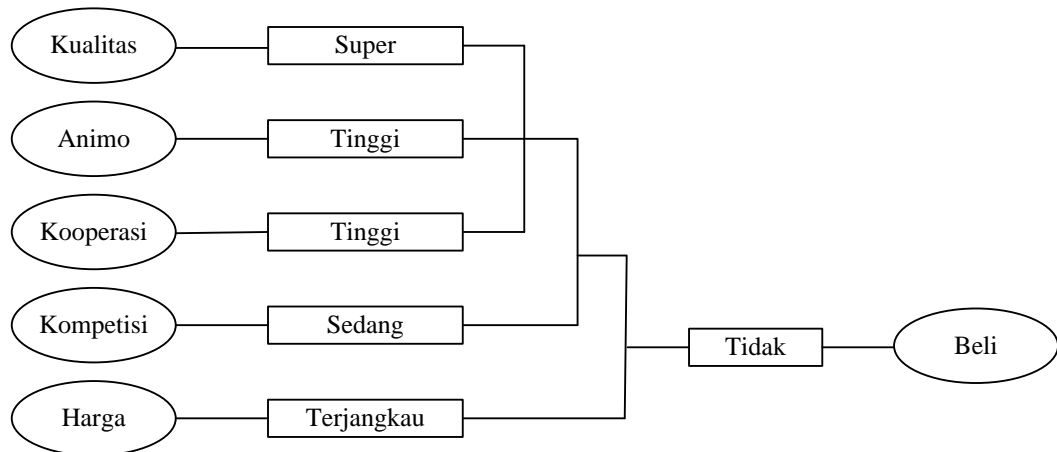 Kualitas Super
Animo Tinggi
Kooperasi Tinggi
Kompetisi Sedang
Tidak Beli
Harga Terjangkau